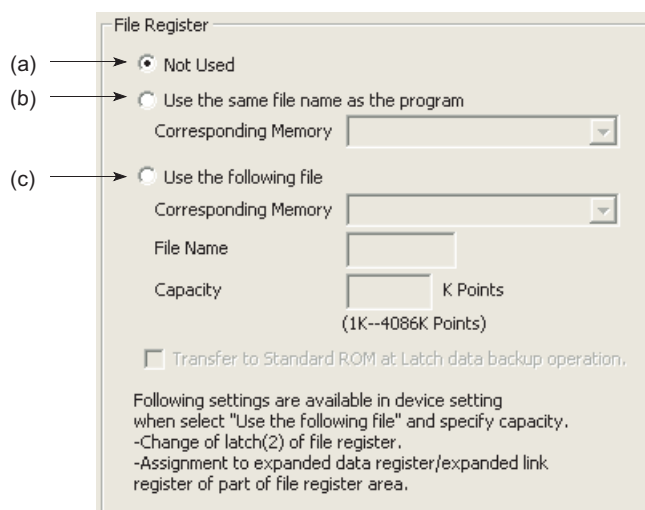 File Register
(a) Not Used
(b) Use the same file name as the program
Corresponding Memory
(c) Use the following file
Corresponding Memory
File Name
Capacity K Points
(1K--4086K Points)
Transfer to Standard ROM at Latch data backup operation.
Following settings are available in device setting
when select "Use the following file" and specify capacity.
-Change of latch(2) of file register.
-Assignment to expanded data register/expanded link
register of part of file register area.